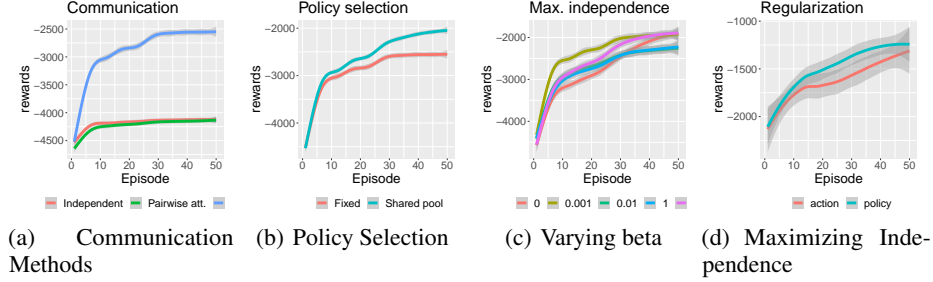 Communication
rewards
−2500
−3000
−3500
−4000
−4500
0 10 20 30 40 50
Episode
Independent Pairwise att.
(a) Communication
Methods
Policy selection
rewards
−2000
−3000
−4000
0 10 20 30 40 50
Episode
Fixed Shared pool
(b) Policy Selection
Max. independence
rewards
−2000
−3000
−4000
0 10 20 30 40 50
Episode
0 0.001 0.01 1
(c) Varying beta
Regularization
rewards
−1000
−1250
−1500
−1750
−2000
0 10 20 30 40 50
Episode
action policy
(d) Maximizing Inde-
pendence